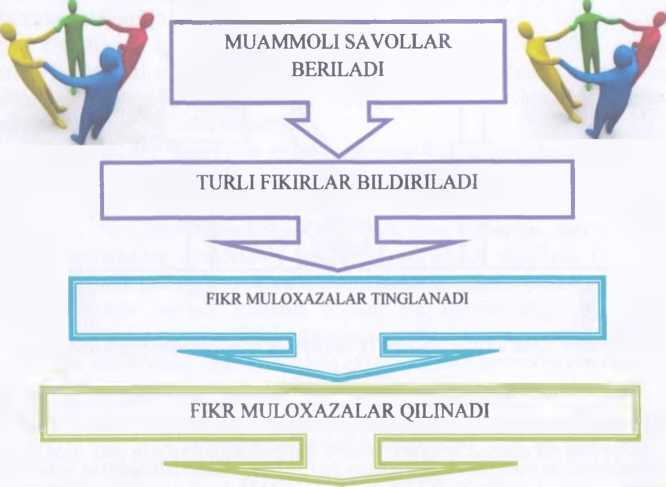 MUAMMOLI SAVOLLAR
BERILADI
TURLI FIKIRLAR BILDIRILADI
FIKR MULOXAZALAR TINGLANADI
FIKR MULOXAZALAR QILINADI